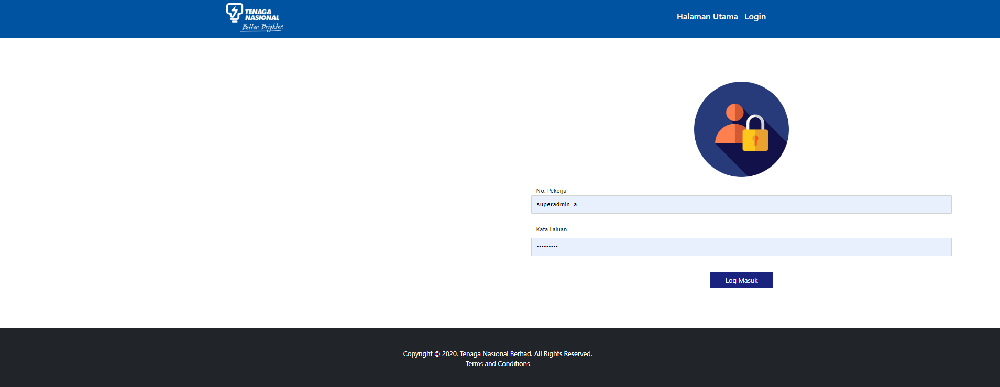 TENAGA
NASIONAL
Better. Brighter.
Halaman Utama Login
No. Pekerja
superadmin_a
Kata Laluan
•••••••••
Log Masuk
Copyright © 2020. Tenaga Nasional Berhad. All Rights Reserved.
Terms and Conditions